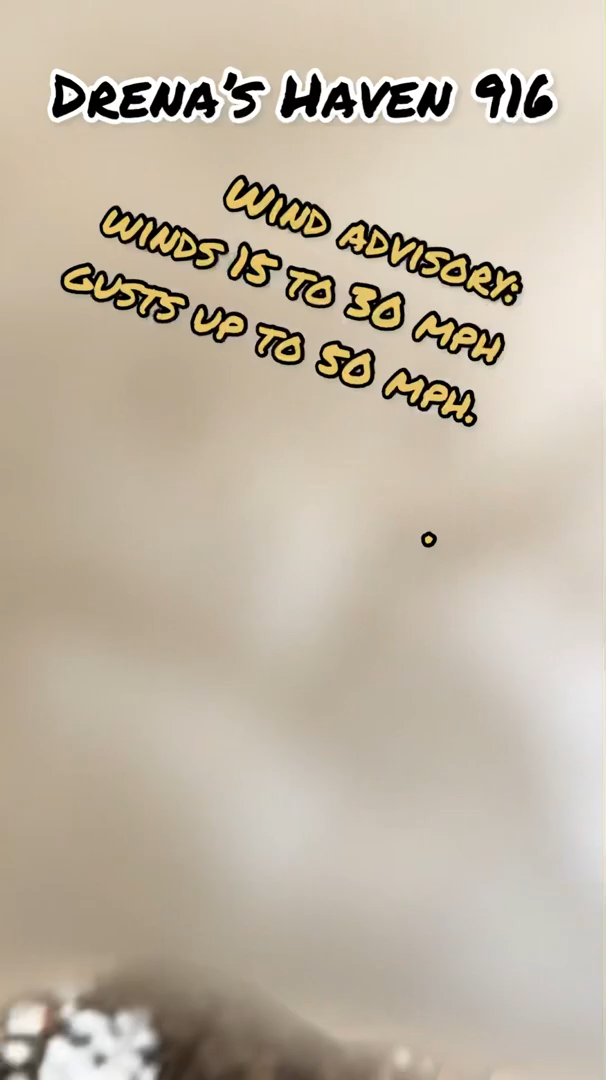 Drena's Haven 916
Wind advisory:
winds 15 to 30 mph
gusts up to 50 mph.
.